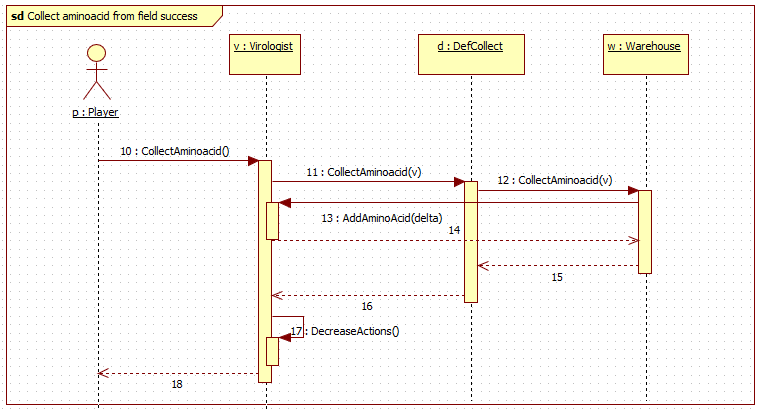 sd Collect aminoacid from field success
v : Virologist
d : DefCollect
w : Warehouse
p : Player
10 : CollectAminoacid()
11 : CollectAminoacid(v)
12 : CollectAminoacid(v)
13 : AddAminoAcid(delta)
14
15
16
17 : DecreaseActions()
18